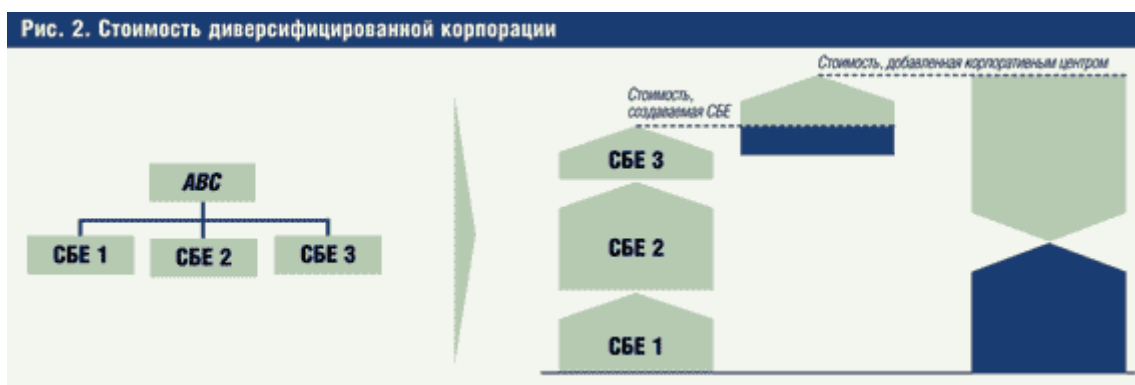 Рис. 2. Стоимость диверсифицированной корпорации
Стоимость, добавленная корпоративным центром
Стоимость,
создаваемая СБЕ
СБЕ 3
ABC
СБЕ 1
СБЕ 2
СБЕ 3
СБЕ 2
СБЕ 1